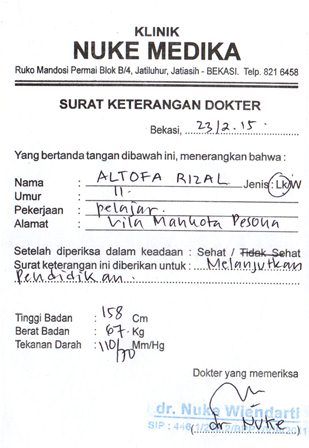 KLINIK
NUKE MEDIKA
Ruko Mandosi Permai Blok B/4, Jatiluhur, Jatiasih - BEKASI. Telp. 821 6458
SURAT KETERANGAN DOKTER
Bekasi, 23/2.15.
Yang bertanda tangan dibawah ini, menerangkan bahwa :
Nama : ALTOFA RIZAL Jenis : Lk/W
Umur : 11.
Pekerjaan : pelajar.
Alamat : Vila Mahkota Pesona
Setelah diperiksa dalam keadaan : Sehat / Tidak Sehat
Surat keterangan ini diberikan untuk : Melanjutkan
Pendidikan.
Tinggi Badan : 158 Cm
Berat Badan : 67 Kg
Tekanan Darah : 110/70 Mm/Hg
Dokter yang memeriksa
dr. Nuke Wiendarti
SIP :
(dr. NUKE)